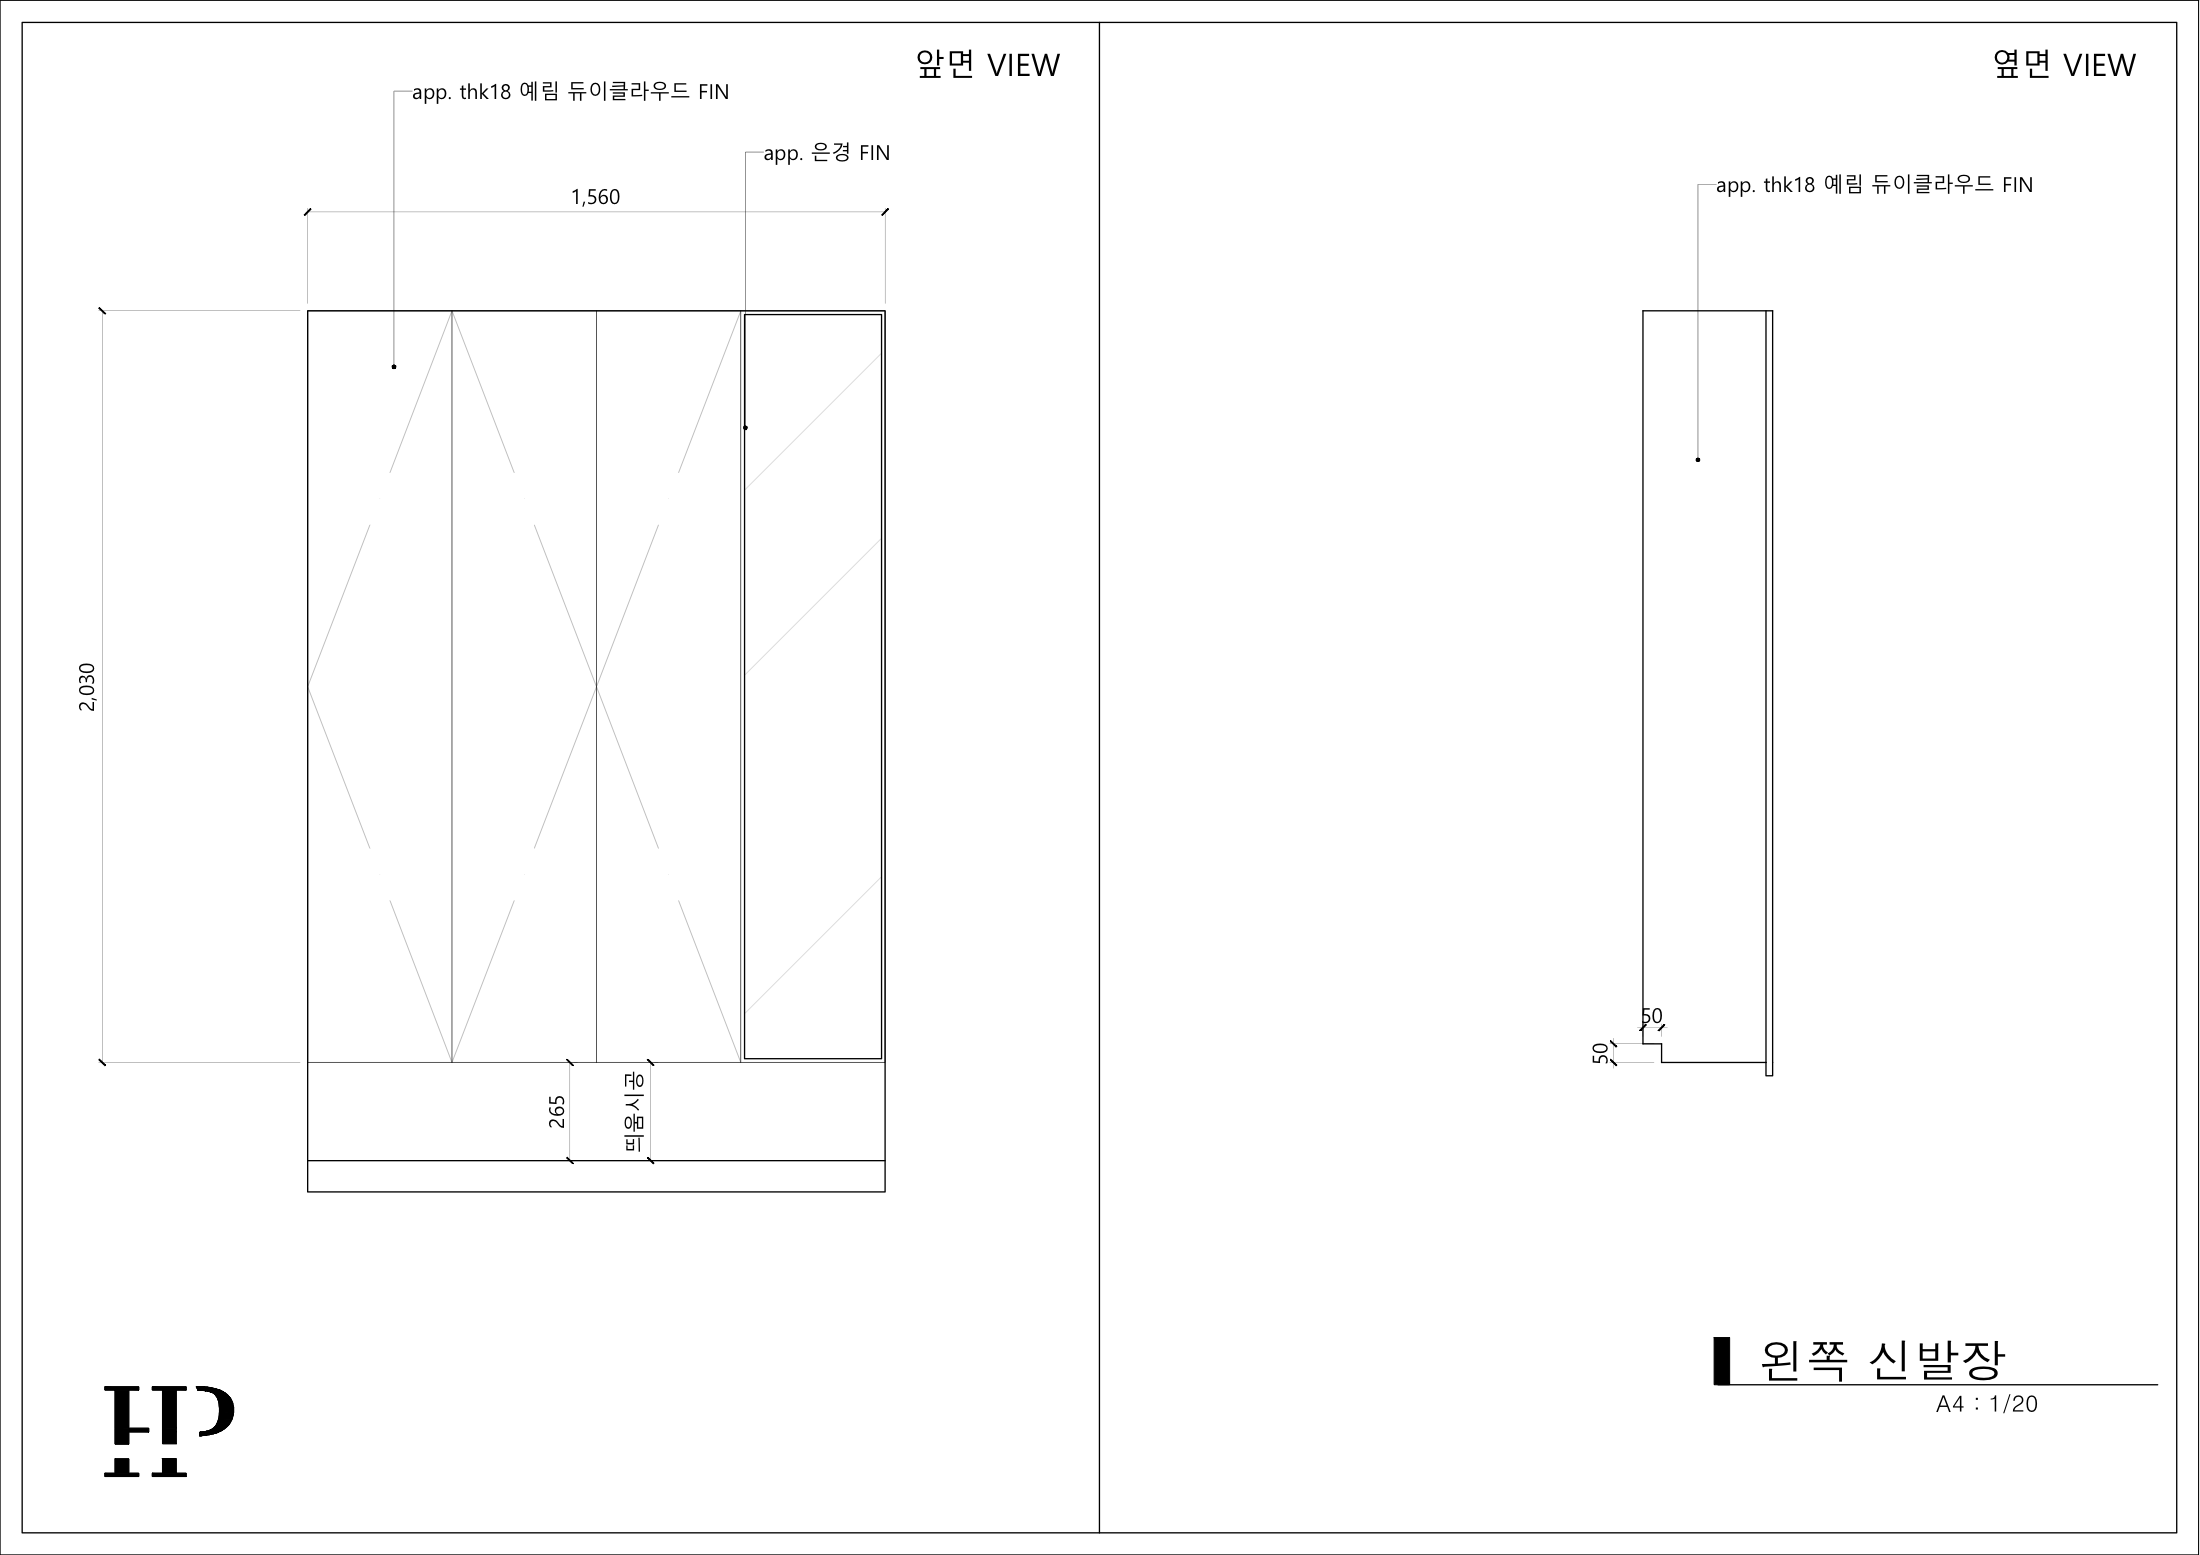 앞면 VIEW
app. thk18 예림 듀이클라우드 FIN
app. 은경 FIN
1,560
2,030
265
띄움시공
옆면 VIEW
app. thk18 예림 듀이클라우드 FIN
50
50
왼쪽 신발장
A4 : 1/20
HP